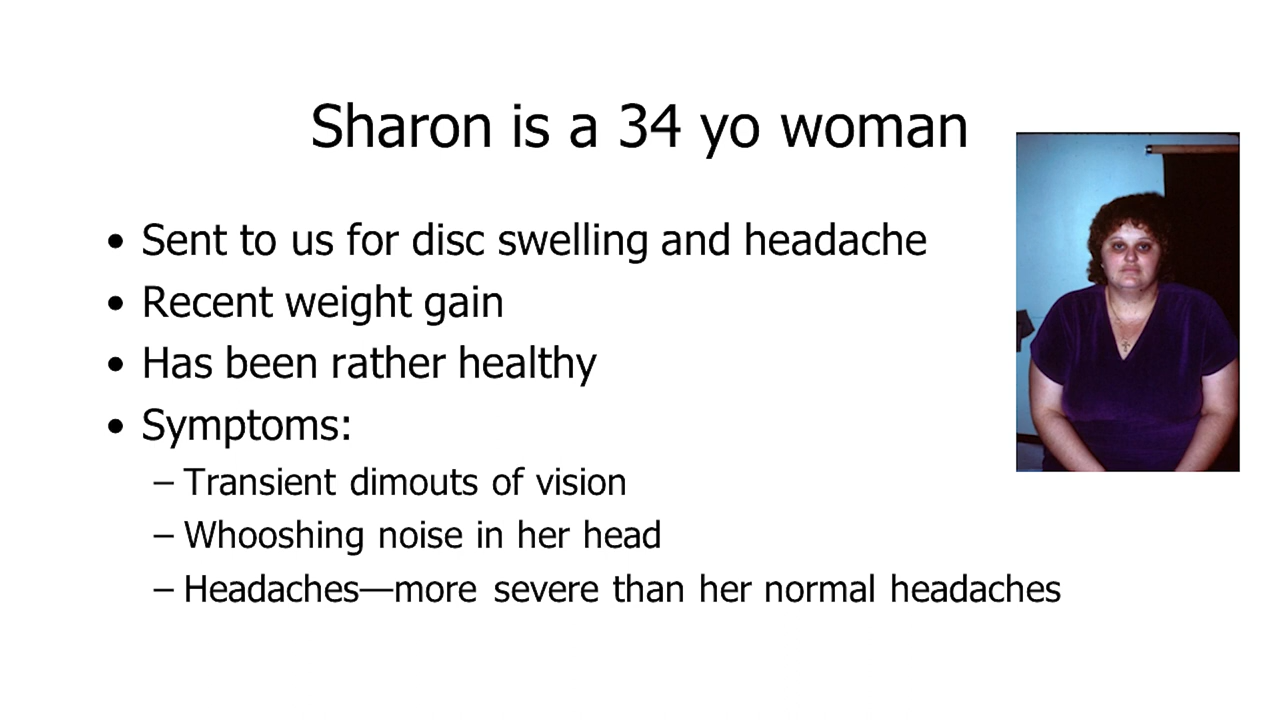 Sharon is a 34 yo woman
• Sent to us for disc swelling and headache
• Recent weight gain
• Has been rather healthy
• Symptoms:
– Transient dimouts of vision
– Whooshing noise in her head
– Headaches—more severe than her normal headaches